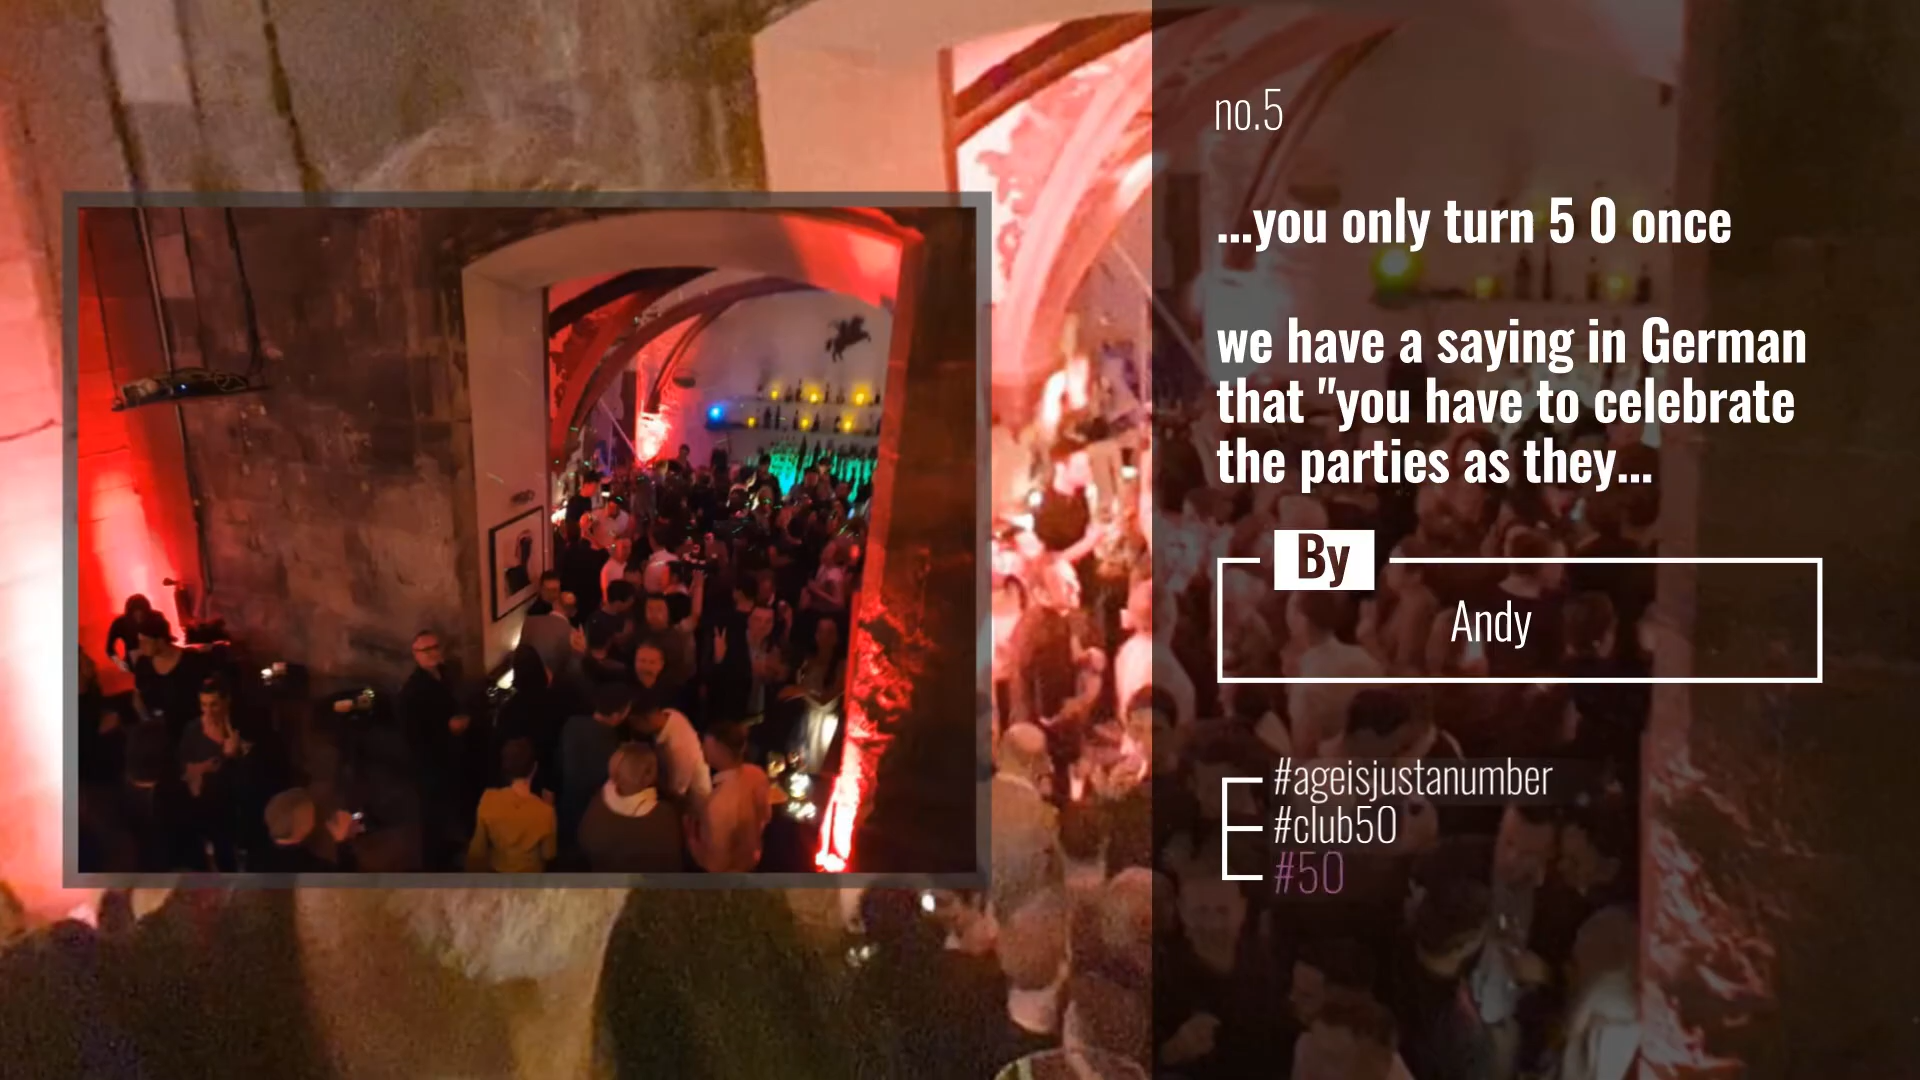 no.5
...you only turn 5 0 once
we have a saying in German
that "you have to celebrate
the parties as they...
By
Andy
#ageisjustanumber
#club50
#50